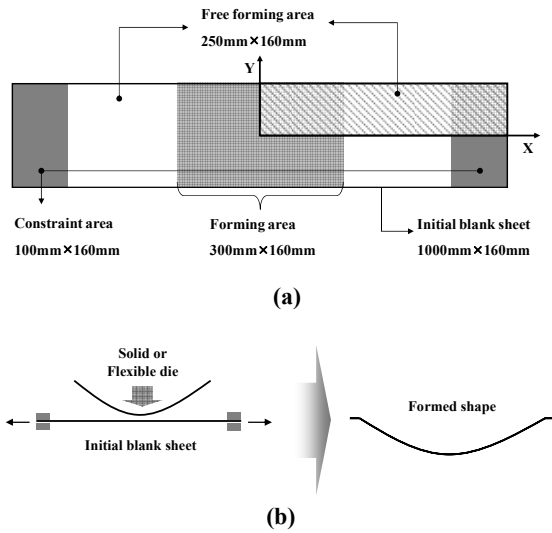 Free forming area
250mm×160mm
Y
X
Constraint area
100mm×160mm
Forming area
300mm×160mm
Initial blank sheet
1000mm×160mm
(a)
Solid or
Flexible die
Initial blank sheet
Formed shape
(b)